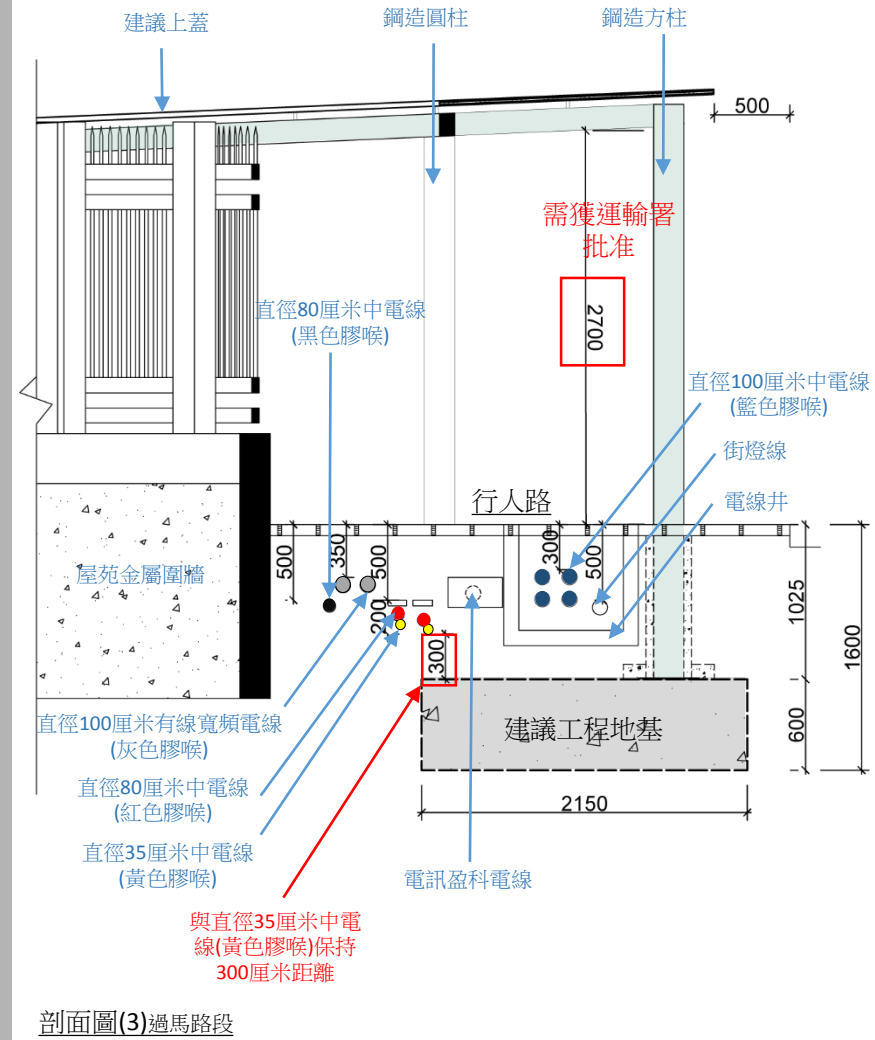 建議上蓋
鋼造圓柱
鋼造方柱
500
需獲運輸署
批准
2700
直徑80厘米中電線
(黑色膠喉)
直徑100厘米中電線
(籃色膠喉)
街燈線
電線井
行人路
屋苑金屬圍牆
500
350
500
200
300
500
300
1025
1600
600
建議工程地基
2150
直徑100厘米有線寬頻電線
(灰色膠喉)
直徑80厘米中電線
(紅色膠喉)
直徑35厘米中電線
(黃色膠喉)
電訊盈科電線
與直徑35厘米中電
線(黃色膠喉)保持
300厘米距離
剖面圖(3)過馬路段